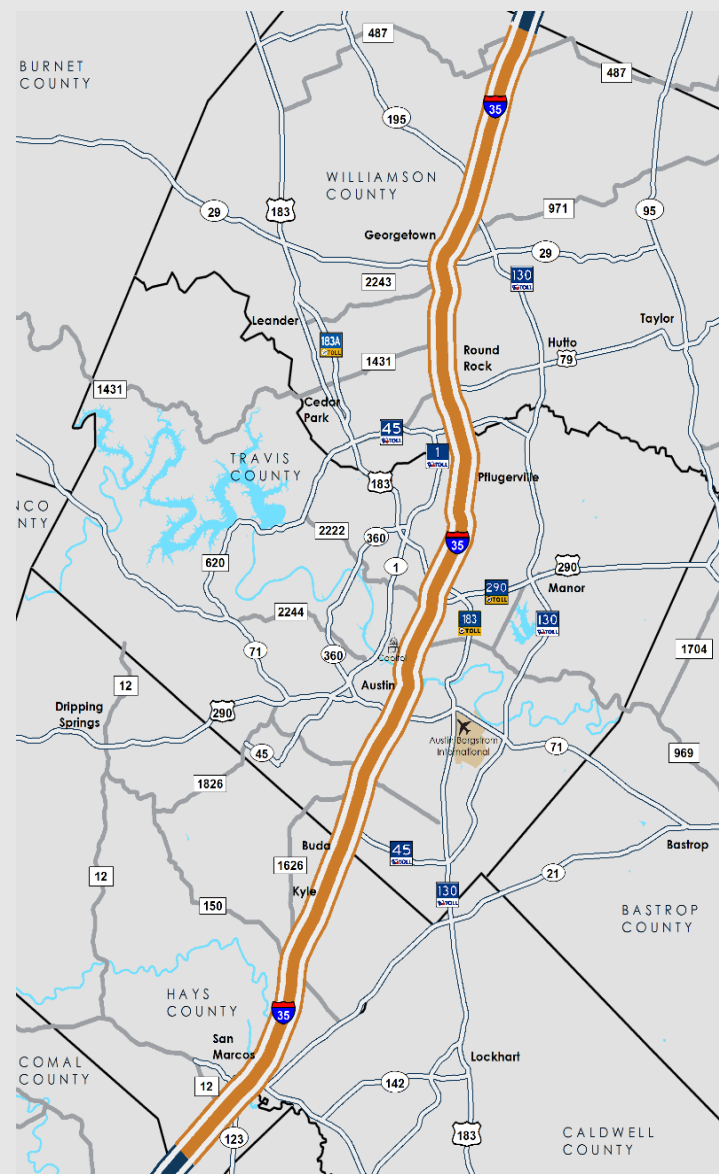 487
BURNET
COUNTY
487
35
195
WILLIAMSON
COUNTY
183
29
971
95
Georgetown
29
130
TOLL
2243
Leander
Taylor
183A
TOLL
Hutto
Round
Rock
79
1431
1431
Cedar
Park
45
TOLL
1
TOLL
TRAVIS
COUNTY
183
Pflugerville
NCO
NTY
2222
360
35
620
1
290
290
TOLL
Manor
2244
183
TOLL
130
TOLL
71
360
Capitol
1704
12
Austin
Dripping
Springs
290
Austin Bergstrom
International
71
45
969
1826
Buda
45
TOLL
Bastrop
1626
12
21
Kyle
130
TOLL
150
BASTROP
COUNTY
HAYS
COUNTY
35
San
Marcos
Lockhart
COMAL
COUNTY
12
142
123
183
CALDWELL
COUNTY